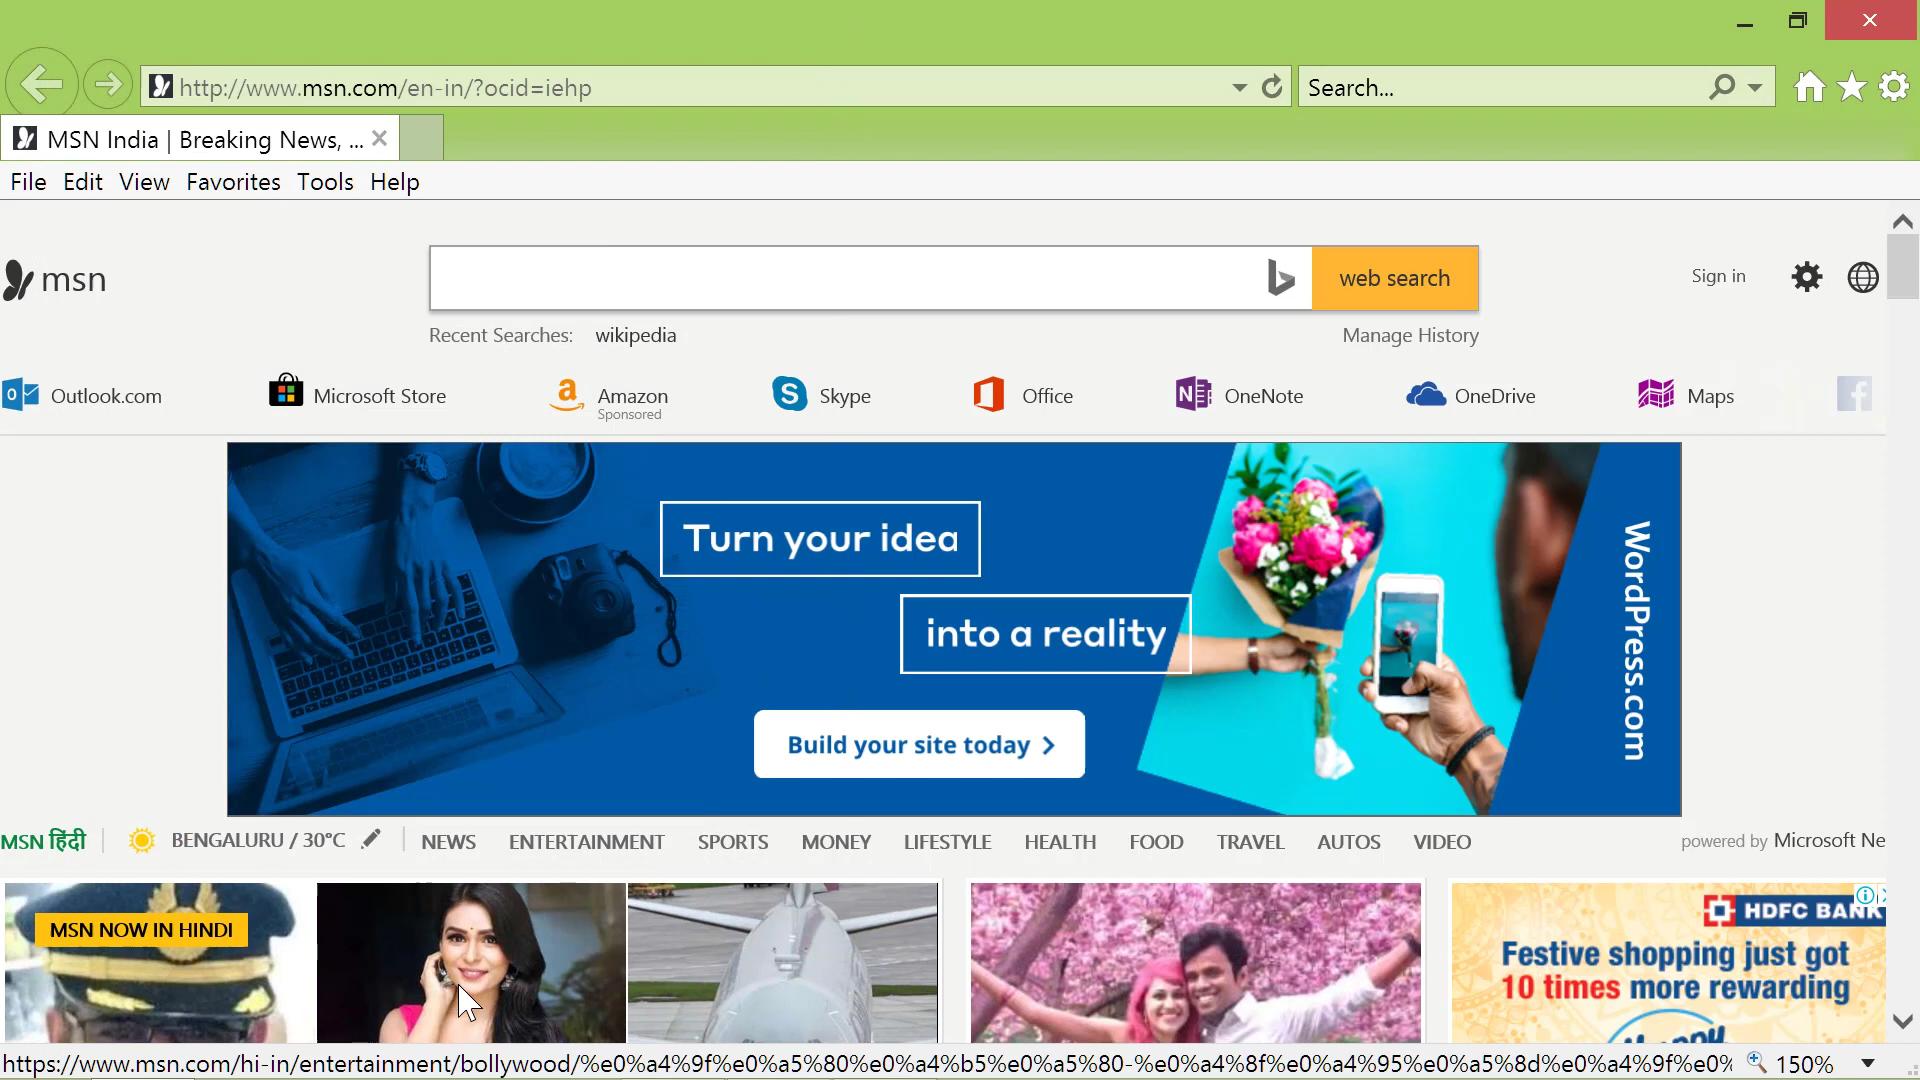 http://www.msn.com/en-in/?ocid=iehp
Search...
MSN India | Breaking News, ...
File Edit View Favorites Tools Help
msn
web search
Sign in
Recent Searches: wikipedia
Manage History
Outlook.com
Microsoft Store
Amazon
Sponsored
Skype
Office
OneNote
OneDrive
Maps
Turn your idea
into a reality
Build your site today
WordPress.com
MSN हिंदी
BENGALURU / 30°C
NEWS ENTERTAINMENT SPORTS MONEY LIFESTYLE HEALTH FOOD TRAVEL AUTOS VIDEO
powered by Microsoft Ne
MSN NOW IN HINDI
HDFC BANK
Festive shopping just got
10 times more rewarding
Happy
https://www.msn.com/hi-in/entertainment/bollywood/%e0%a4%9f%e0%a5%80%e0%a4%b5%e0%a5%80-%e0%a4%8f%e0%a4%95%e0%a5%8d%e0%a4%9f%e0%
150%